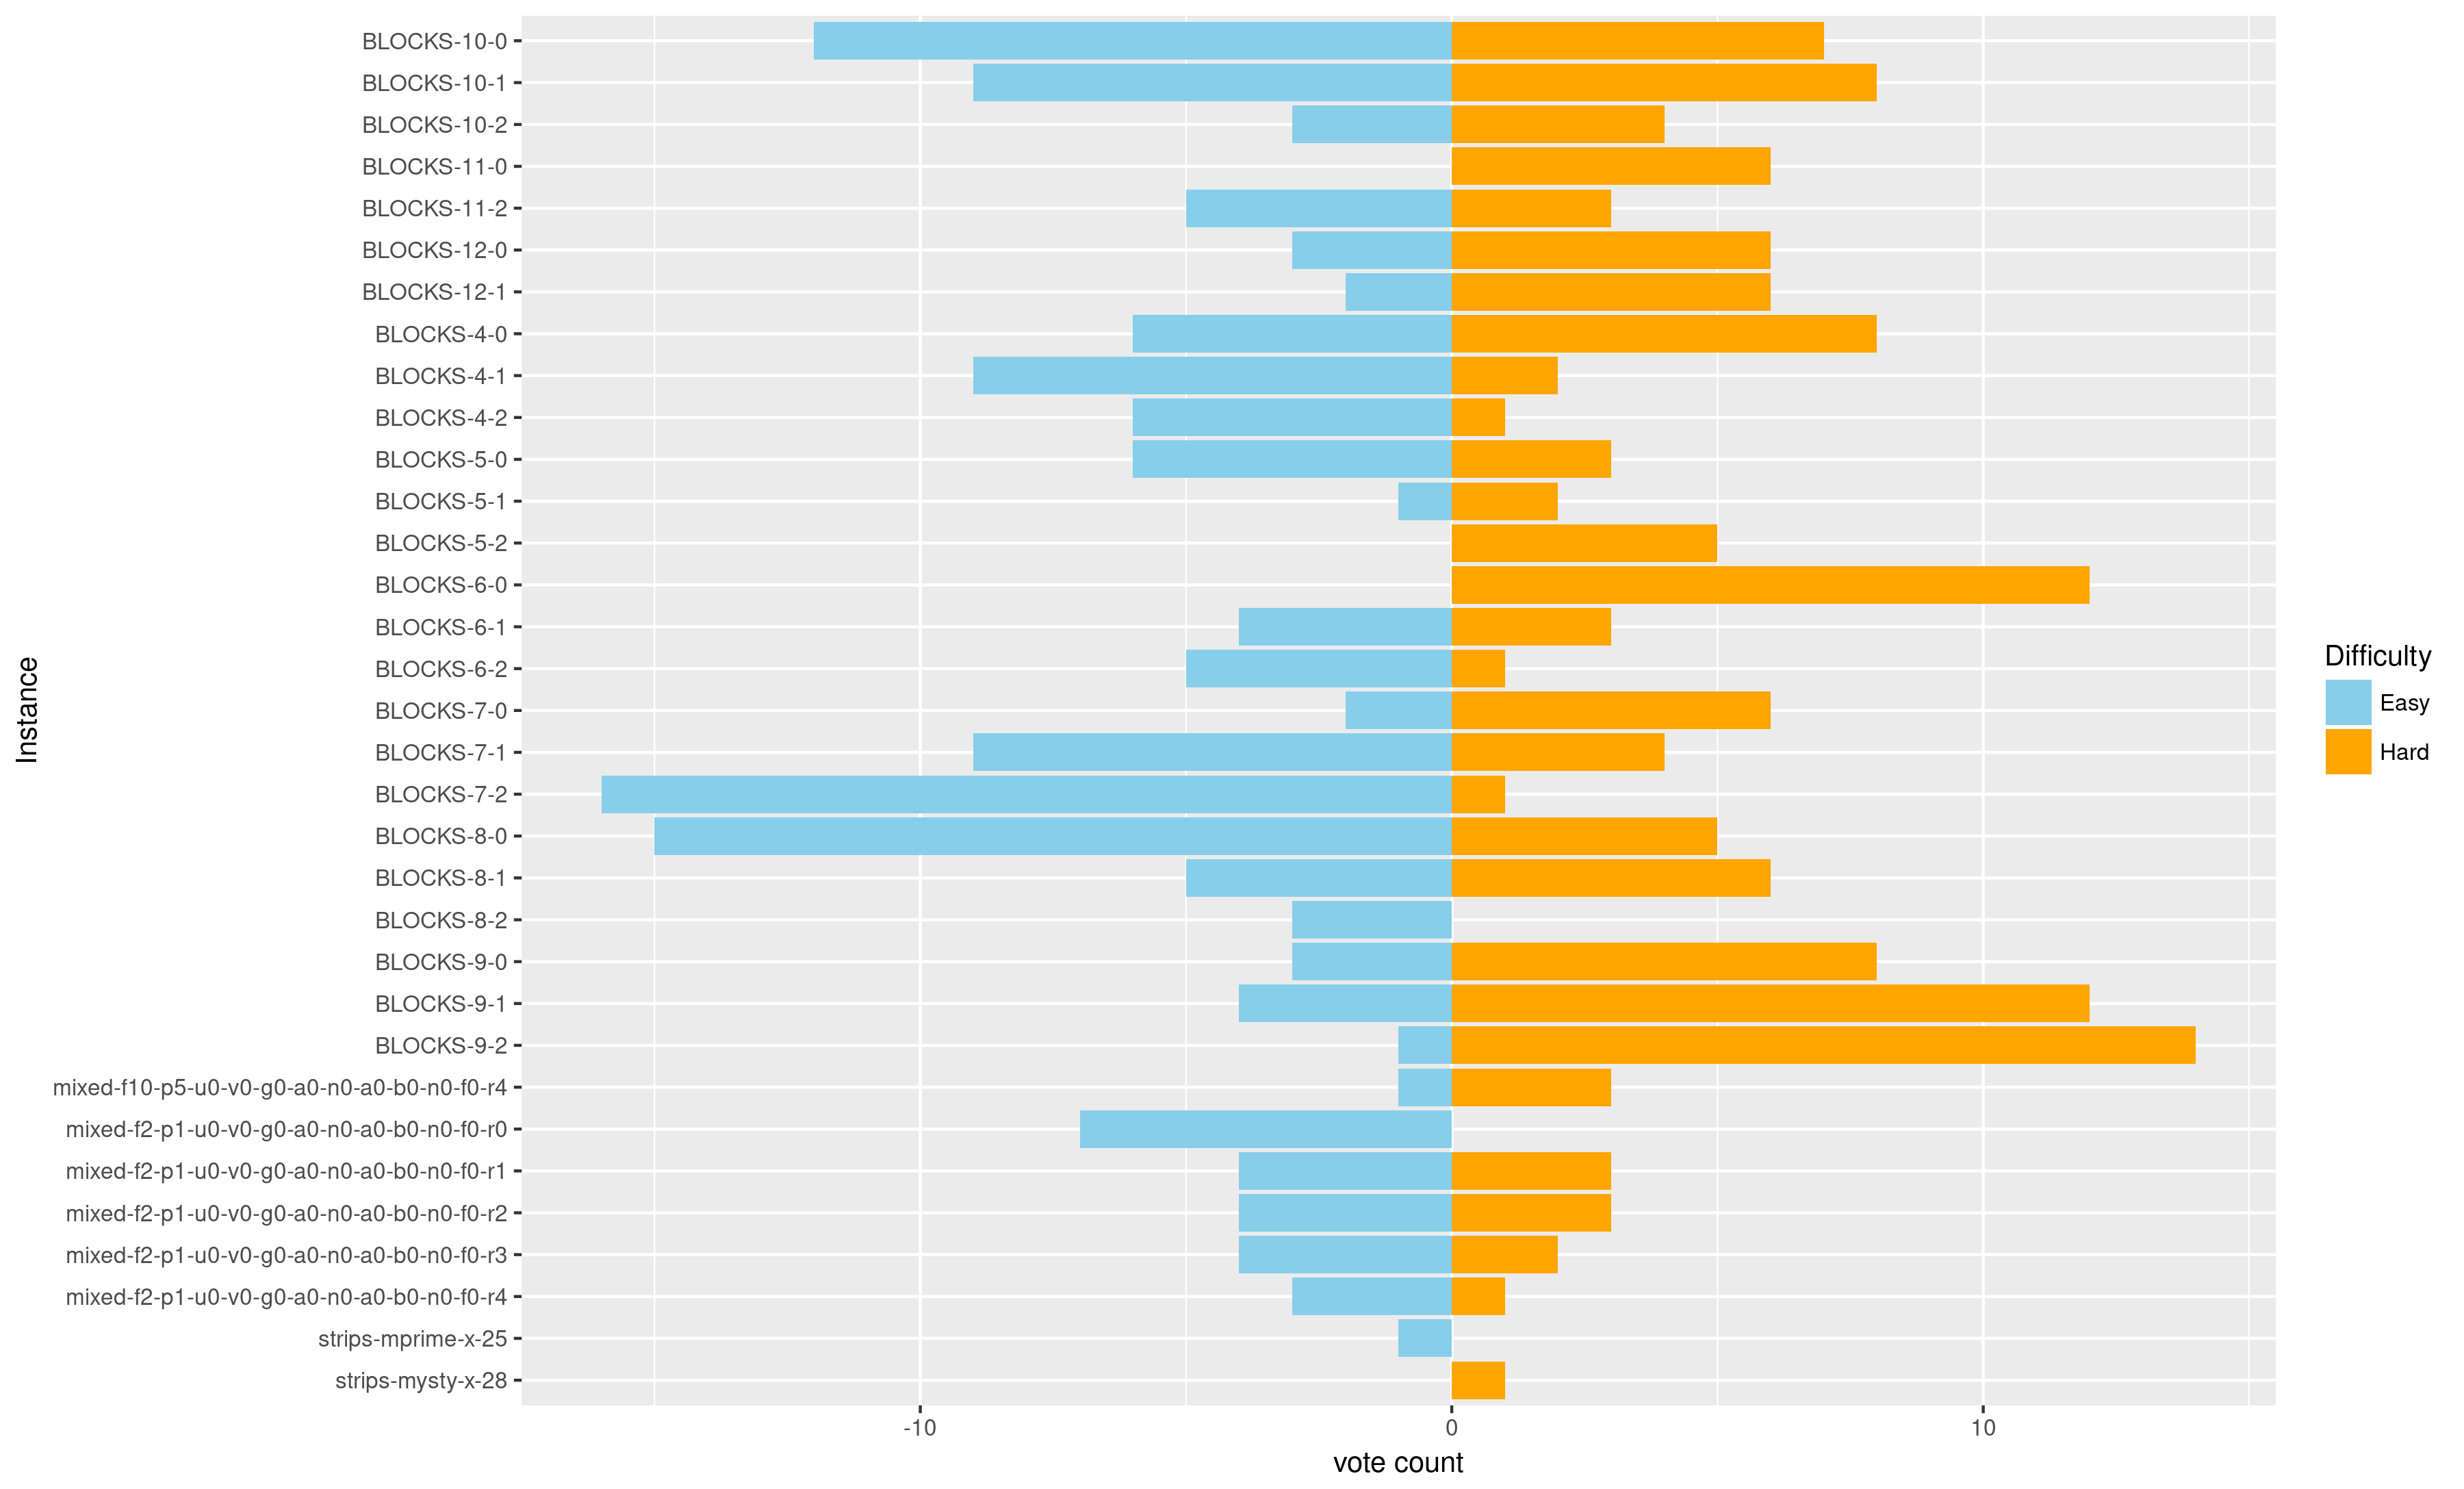 BLOCKS-10-0
BLOCKS-10-1
BLOCKS-10-2
BLOCKS-11-0
BLOCKS-11-2
BLOCKS-12-0
BLOCKS-12-1
BLOCKS-4-0
BLOCKS-4-1
BLOCKS-4-2
BLOCKS-5-0
BLOCKS-5-1
BLOCKS-5-2
BLOCKS-6-0
BLOCKS-6-1
BLOCKS-6-2
BLOCKS-7-0
BLOCKS-7-1
BLOCKS-7-2
BLOCKS-8-0
BLOCKS-8-1
BLOCKS-8-2
BLOCKS-9-0
BLOCKS-9-1
BLOCKS-9-2
mixed-f10-p5-u0-v0-g0-a0-n0-a0-b0-n0-f0-r4
mixed-f2-p1-u0-v0-g0-a0-n0-a0-b0-n0-f0-r0
mixed-f2-p1-u0-v0-g0-a0-n0-a0-b0-n0-f0-r1
mixed-f2-p1-u0-v0-g0-a0-n0-a0-b0-n0-f0-r2
mixed-f2-p1-u0-v0-g0-a0-n0-a0-b0-n0-f0-r3
mixed-f2-p1-u0-v0-g0-a0-n0-a0-b0-n0-f0-r4
strips-mprime-x-25
strips-mysty-x-28
Instance
-10 0 10
vote count
Difficulty
Easy
Hard